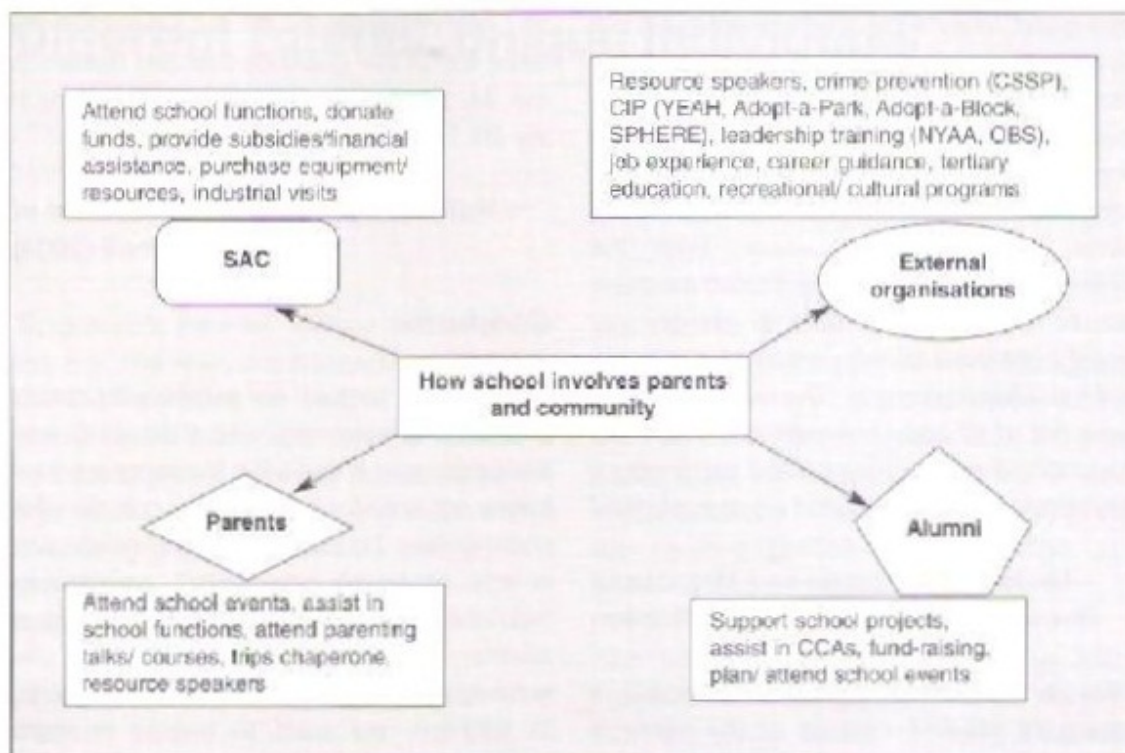 Attend school functions, donate
funds, provide subsidies/financial
assistance, purchase equipment/
resources, industrial visits
SAC
Resource speakers, crime prevention (CSSP),
CIP (YEAH, Adopt-a-Park, Adopt-a-Block,
SPHERE), leadership training (NYAA, OBS),
job experience, career guidance, tertiary
education, recreational/ cultural programs
External
organisations
How school involves parents
and community
Parents
Attend school events, assist in
school functions, attend parenting
talks/ courses, trips chaperone,
resource speakers
Alumni
Support school projects,
assist in CCAs, fund-raising,
plan/ attend school events